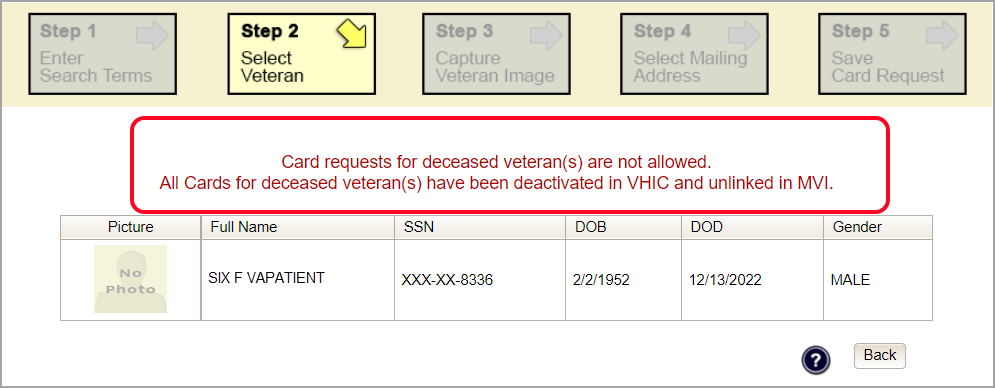 Step 1
Enter
Search Terms
Step 2
Select
Veteran
Step 3
Capture
Veteran Image
Step 4
Select Mailing
Address
Step 5
Save
Card Request
Card requests for deceased veteran(s) are not allowed.
All Cards for deceased veteran(s) have been deactivated in VHIC and unlinked in MVI.
Picture Full Name SSN DOB DOD Gender
No
Photo
SIX F VAPATIENT XXX-XX-8336 2/2/1952 12/13/2022 MALE
? Back